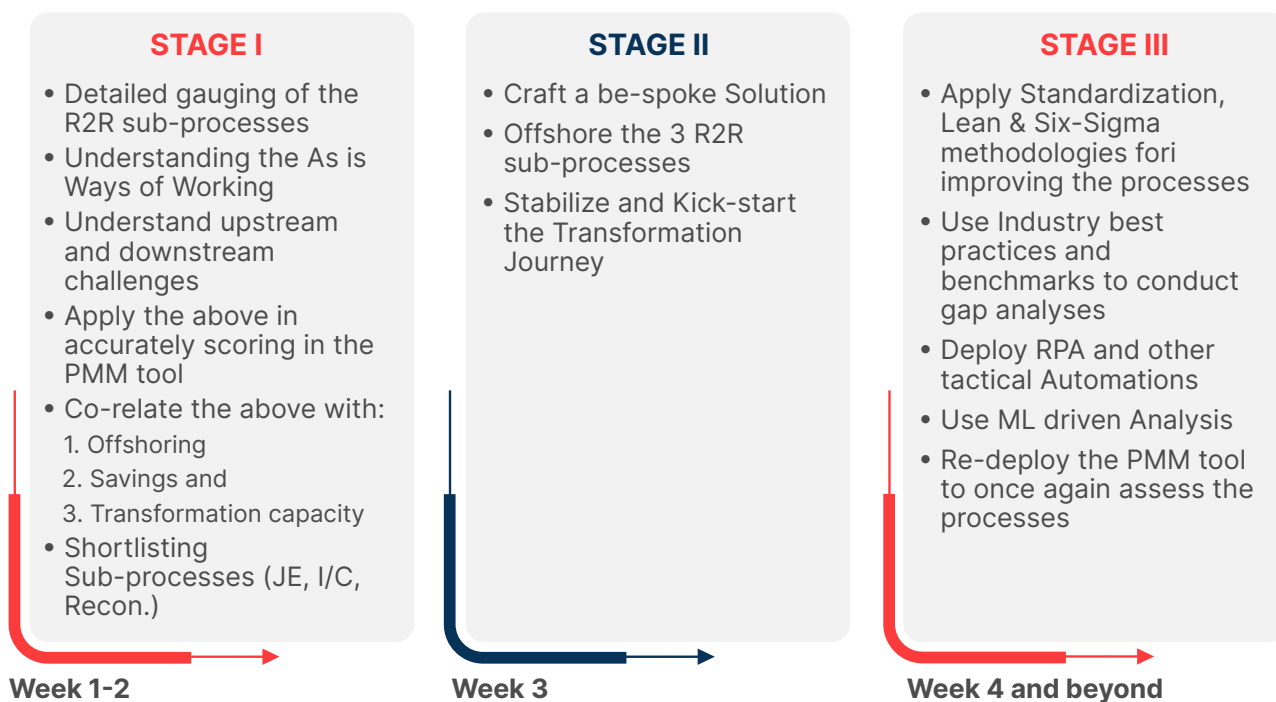 STAGE I
• Detailed gauging of the
R2R sub-processes
• Understanding the As is
Ways of Working
• Understand upstream
and downstream
challenges
• Apply the above in
accurately scoring in the
PMM tool
• Co-relate the above with:
1. Offshoring
2. Savings and
3. Transformation capacity
• Shortlisting
Sub-processes (JE, I/C,
Recon.)
Week 1-2
STAGE II
• Craft a be-spoke Solution
• Offshore the 3 R2R
sub-processes
• Stabilize and Kick-start
the Transformation
Journey
Week 3
STAGE III
• Apply Standardization,
Lean & Six-Sigma
methodologies fori
improving the processes
• Use Industry best
practices and
benchmarks to conduct
gap analyses
• Deploy RPA and other
tactical Automations
• Use ML driven Analysis
• Re-deploy the PMM tool
to once again assess the
processes
Week 4 and beyond